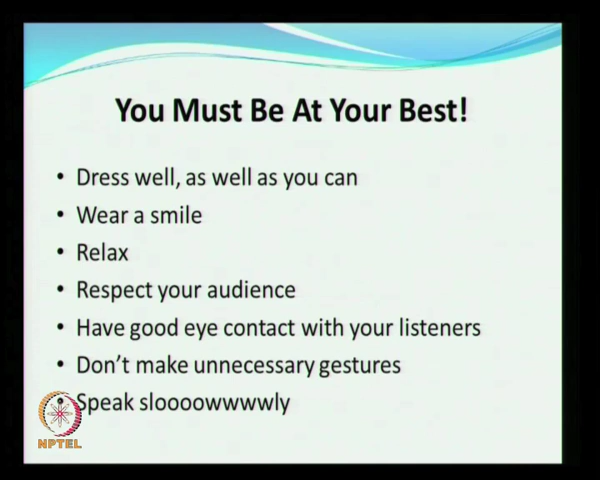 You Must Be At Your Best!
• Dress well, as well as you can
• Wear a smile
• Relax
• Respect your audience
• Have good eye contact with your listeners
• Don't make unnecessary gestures
Speak sloooowwwwly
NPTEL